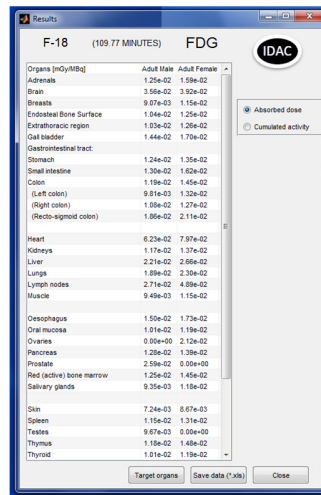 Results
F-18 (109.77 MINUTES) FDG
IDAC
Organs [mGy/MBq] Adult Male Adult Female
Adrenals 1.25e-02 1.59e-02
Brain 3.56e-02 3.92e-02
Breasts 9.07e-03 1.15e-02
Endosteal Bone Surface 1.04e-02 1.25e-02
Extrathoracic region 1.03e-02 1.26e-02
Gall bladder 1.44e-02 1.70e-02
Gastrointestinal tract:
Stomach 1.24e-02 1.35e-02
Small intestine 1.30e-02 1.62e-02
Colon 1.19e-02 1.45e-02
(Left colon) 9.81e-03 1.32e-02
(Right colon) 1.08e-02 1.27e-02
(Recto-sigmoid colon) 1.86e-02 2.11e-02
Heart 6.23e-02 7.97e-02
Kidneys 1.17e-02 1.37e-02
Liver 2.21e-02 2.66e-02
Lungs 1.89e-02 2.30e-02
Lymph nodes 2.71e-02 4.89e-02
Muscle 9.49e-03 1.15e-02
Oesophagus 1.50e-02 1.73e-02
Oral mucosa 1.01e-02 1.19e-02
Ovaries 0.00e+00 2.12e-02
Pancreas 1.28e-02 1.39e-02
Prostate 2.59e-02 0.00e+00
Red (active) bone marrow 1.25e-02 1.45e-02
Salivary glands 9.35e-03 1.18e-02
Skin 7.24e-03 8.67e-03
Spleen 1.15e-02 1.31e-02
Testes 9.67e-03 0.00e+00
Thymus 1.18e-02 1.48e-02
Thyroid 1.01e-02 1.19e-02
Absorbed dose
Cumulated activity
Target organs Save data (*.xls) Close